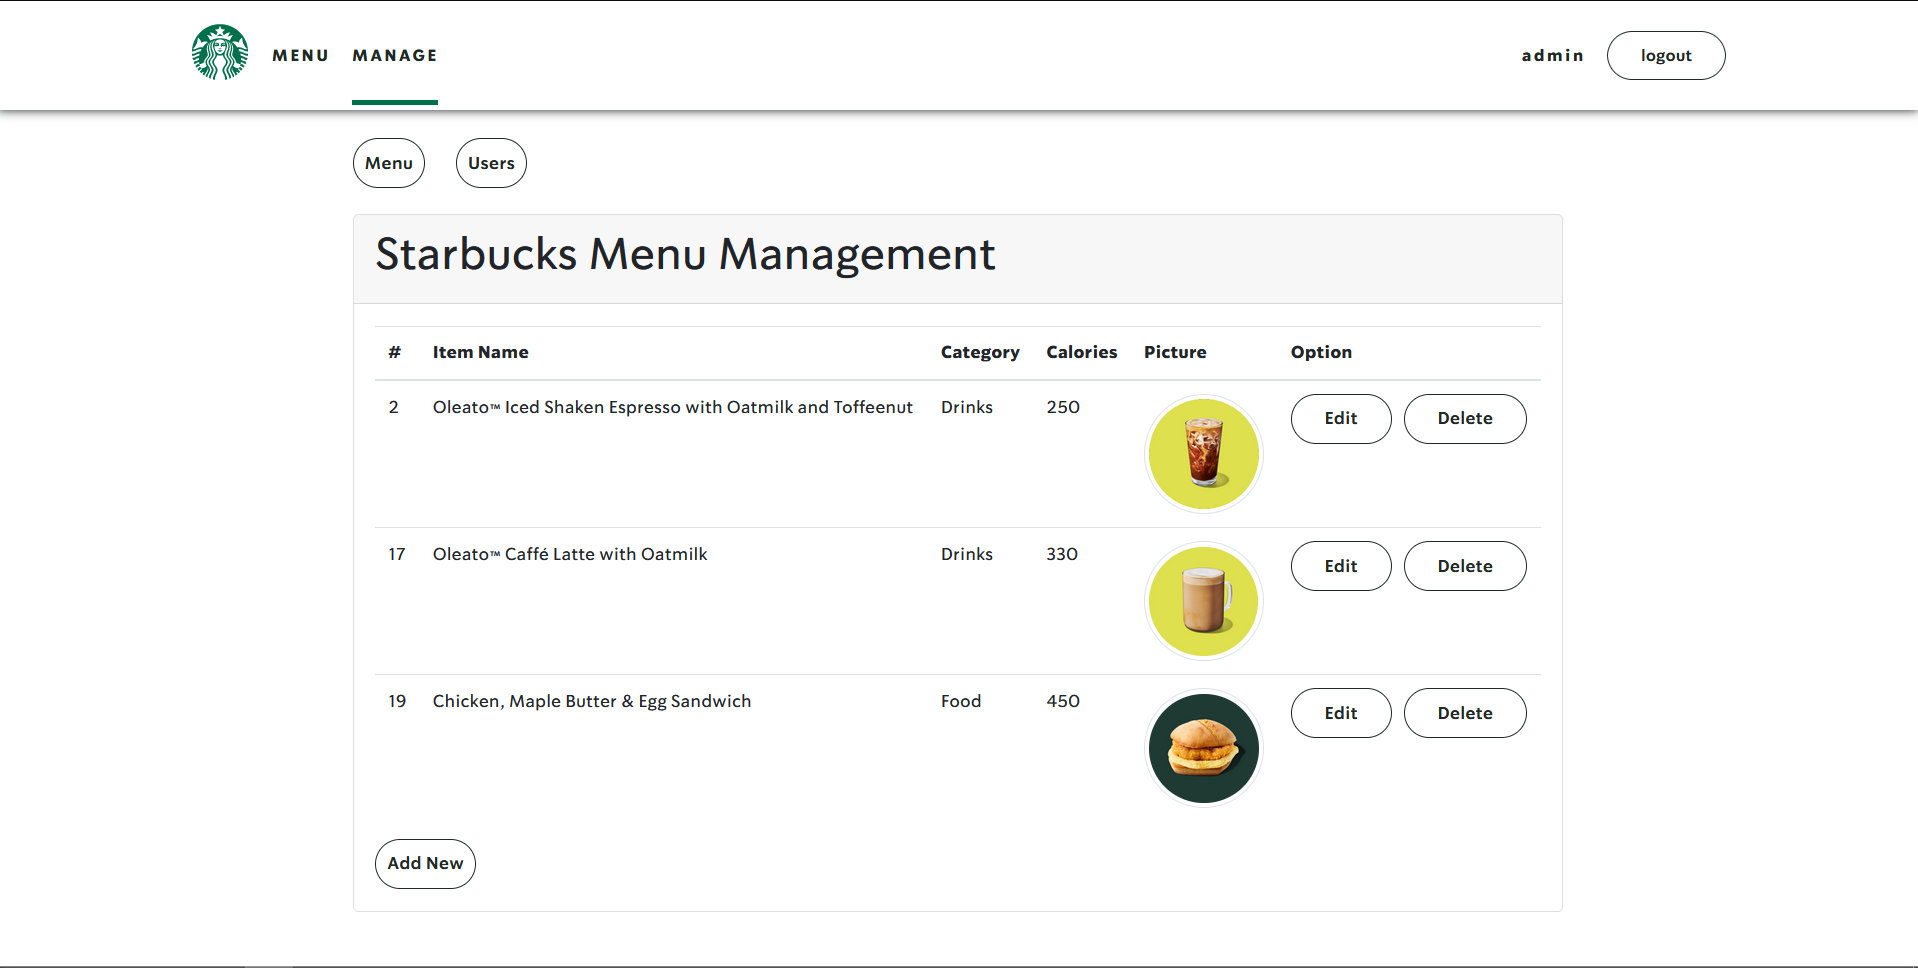 MENU MANAGE admin logout
Menu Users
Starbucks Menu Management
# Item Name Category Calories Picture Option
2 Oleato™ Iced Shaken Espresso with Oatmilk and Toffeenut Drinks 250 Edit Delete
17 Oleato™ Caffé Latte with Oatmilk Drinks 330 Edit Delete
19 Chicken, Maple Butter & Egg Sandwich Food 450 Edit Delete
Add New